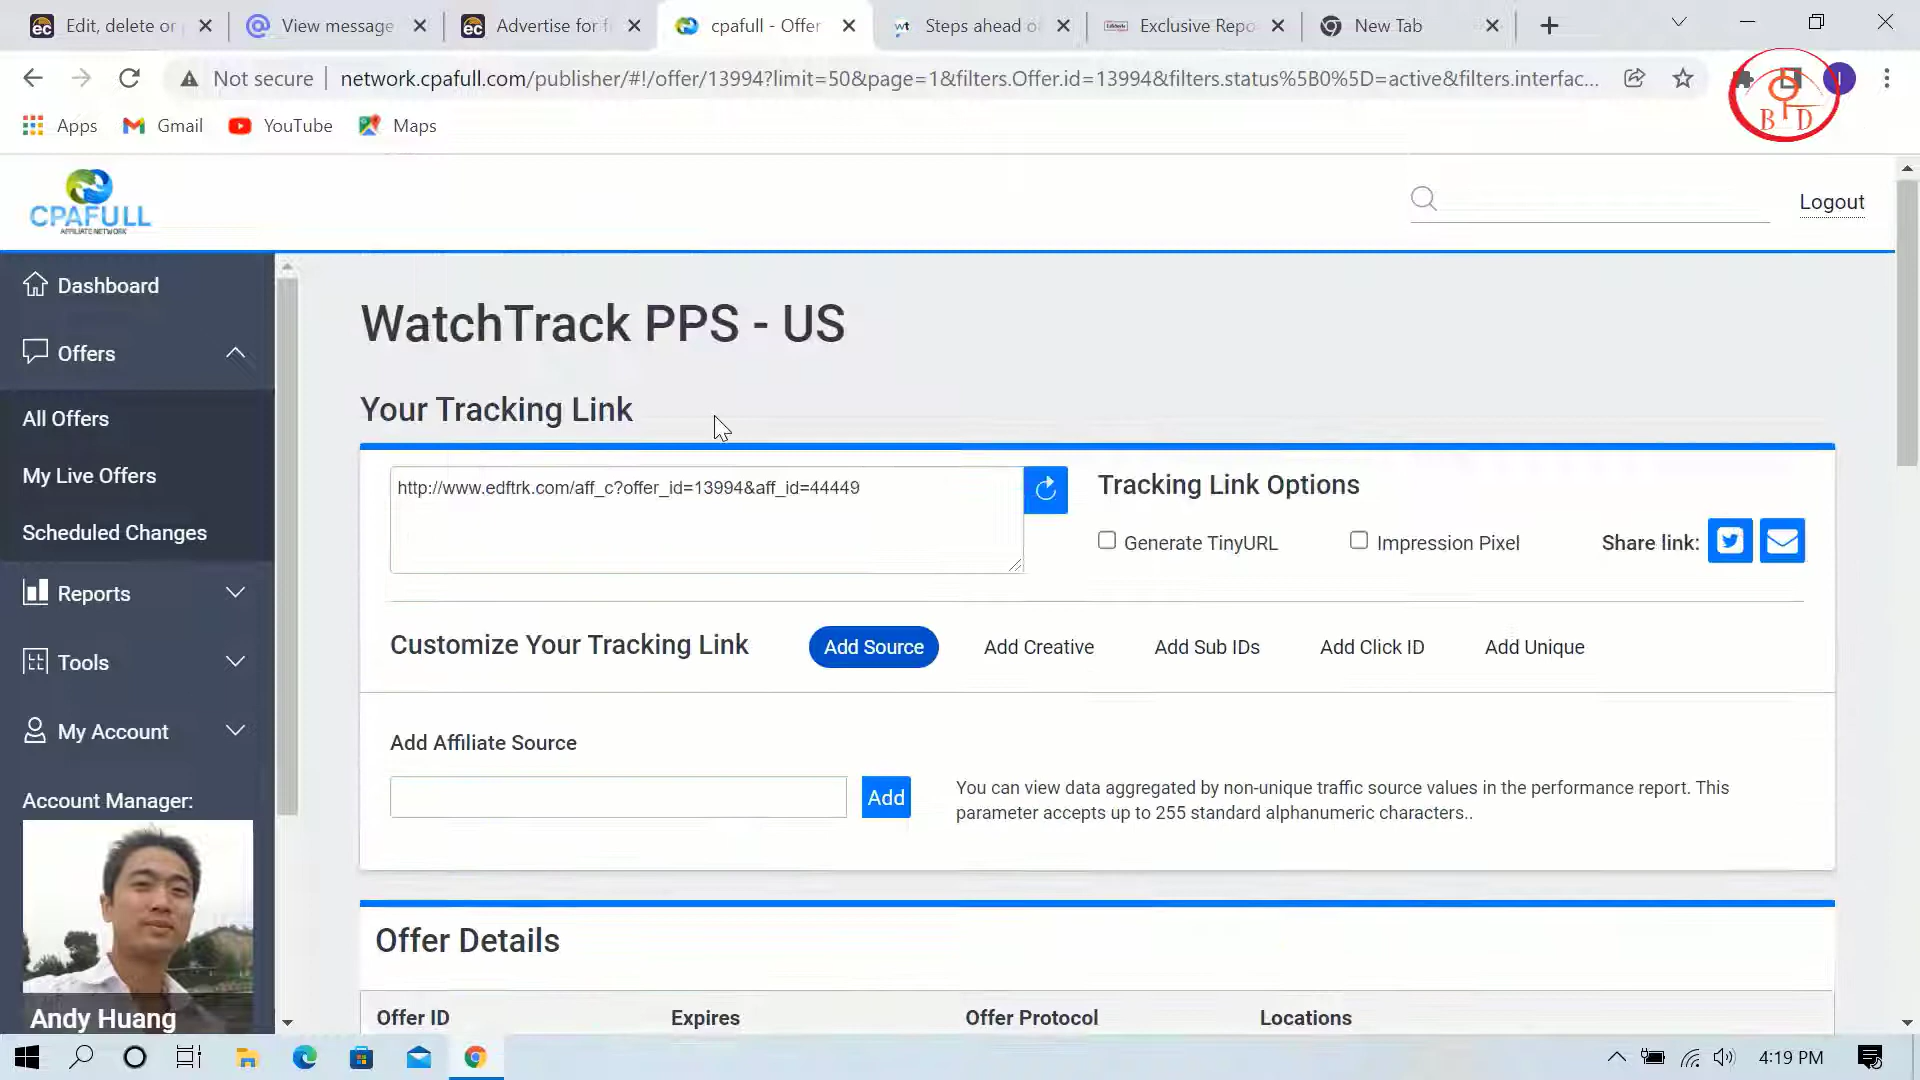 Edit, delete or
View message
Advertise for f
cpafull - Offer
Steps ahead o
Exclusive Repo
New Tab
Not secure
network.cpafull.com/publisher/#!/offer/13994?limit=50&page=1&filters.Offer.id=13994&filters.status%5B0%5D=active&filters.interfac...
B D
Apps
Gmail
YouTube
Maps
CPAFULL
AFFILIATE NETWORK
Logout
Dashboard
Offers
All Offers
My Live Offers
Scheduled Changes
Reports
Tools
My Account
Account Manager:
Andy Huang
WatchTrack PPS - US
Your Tracking Link
http://www.edftrk.com/aff_c?offer_id=13994&aff_id=44449
Tracking Link Options
Generate TinyURL
Impression Pixel
Share link:
Customize Your Tracking Link
Add Source
Add Creative
Add Sub IDs
Add Click ID
Add Unique
Add Affiliate Source
Add
You can view data aggregated by non-unique traffic source values in the performance report. This
parameter accepts up to 255 standard alphanumeric characters..
Offer Details
Offer ID
Expires
Offer Protocol
Locations
4:19 PM